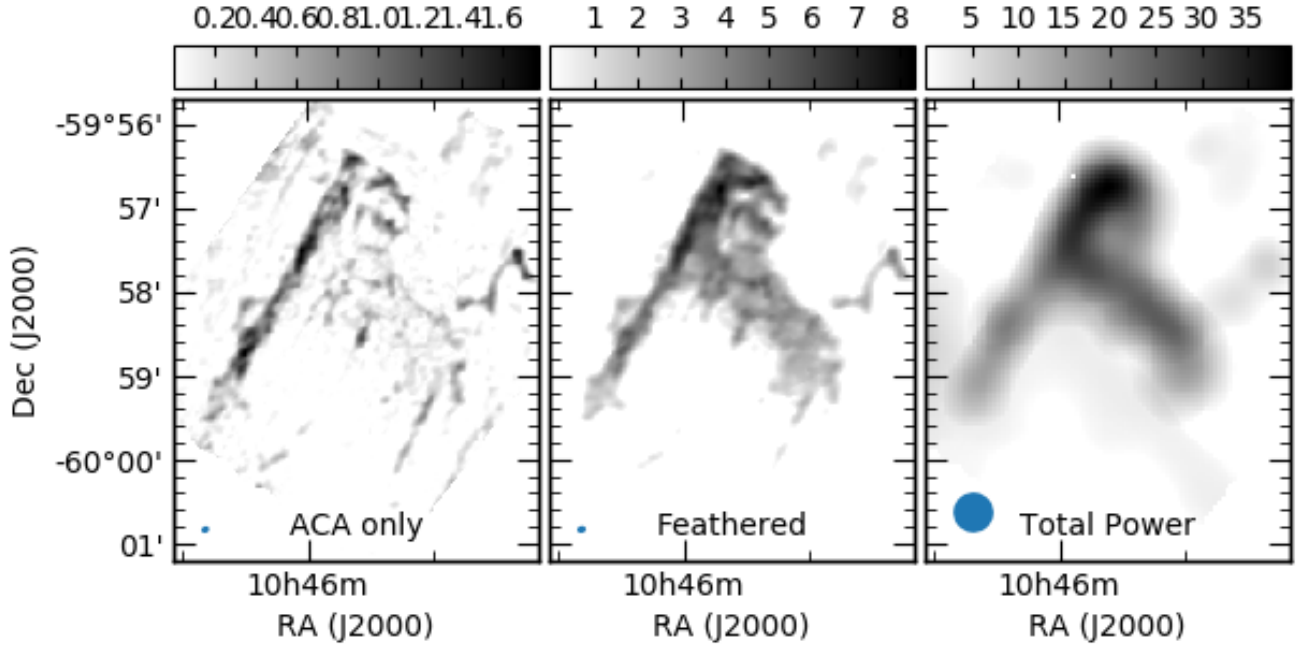 0.20.40.60.81.01.21.41.6 1 2 3 4 5 6 7 8 5 10 15 20 25 30 35
-59°56'
57'
58'
59'
-60°00'
01'
Dec (J2000)
ACA only Feathered Total Power
10h46m 10h46m 10h46m
RA (J2000) RA (J2000) RA (J2000)